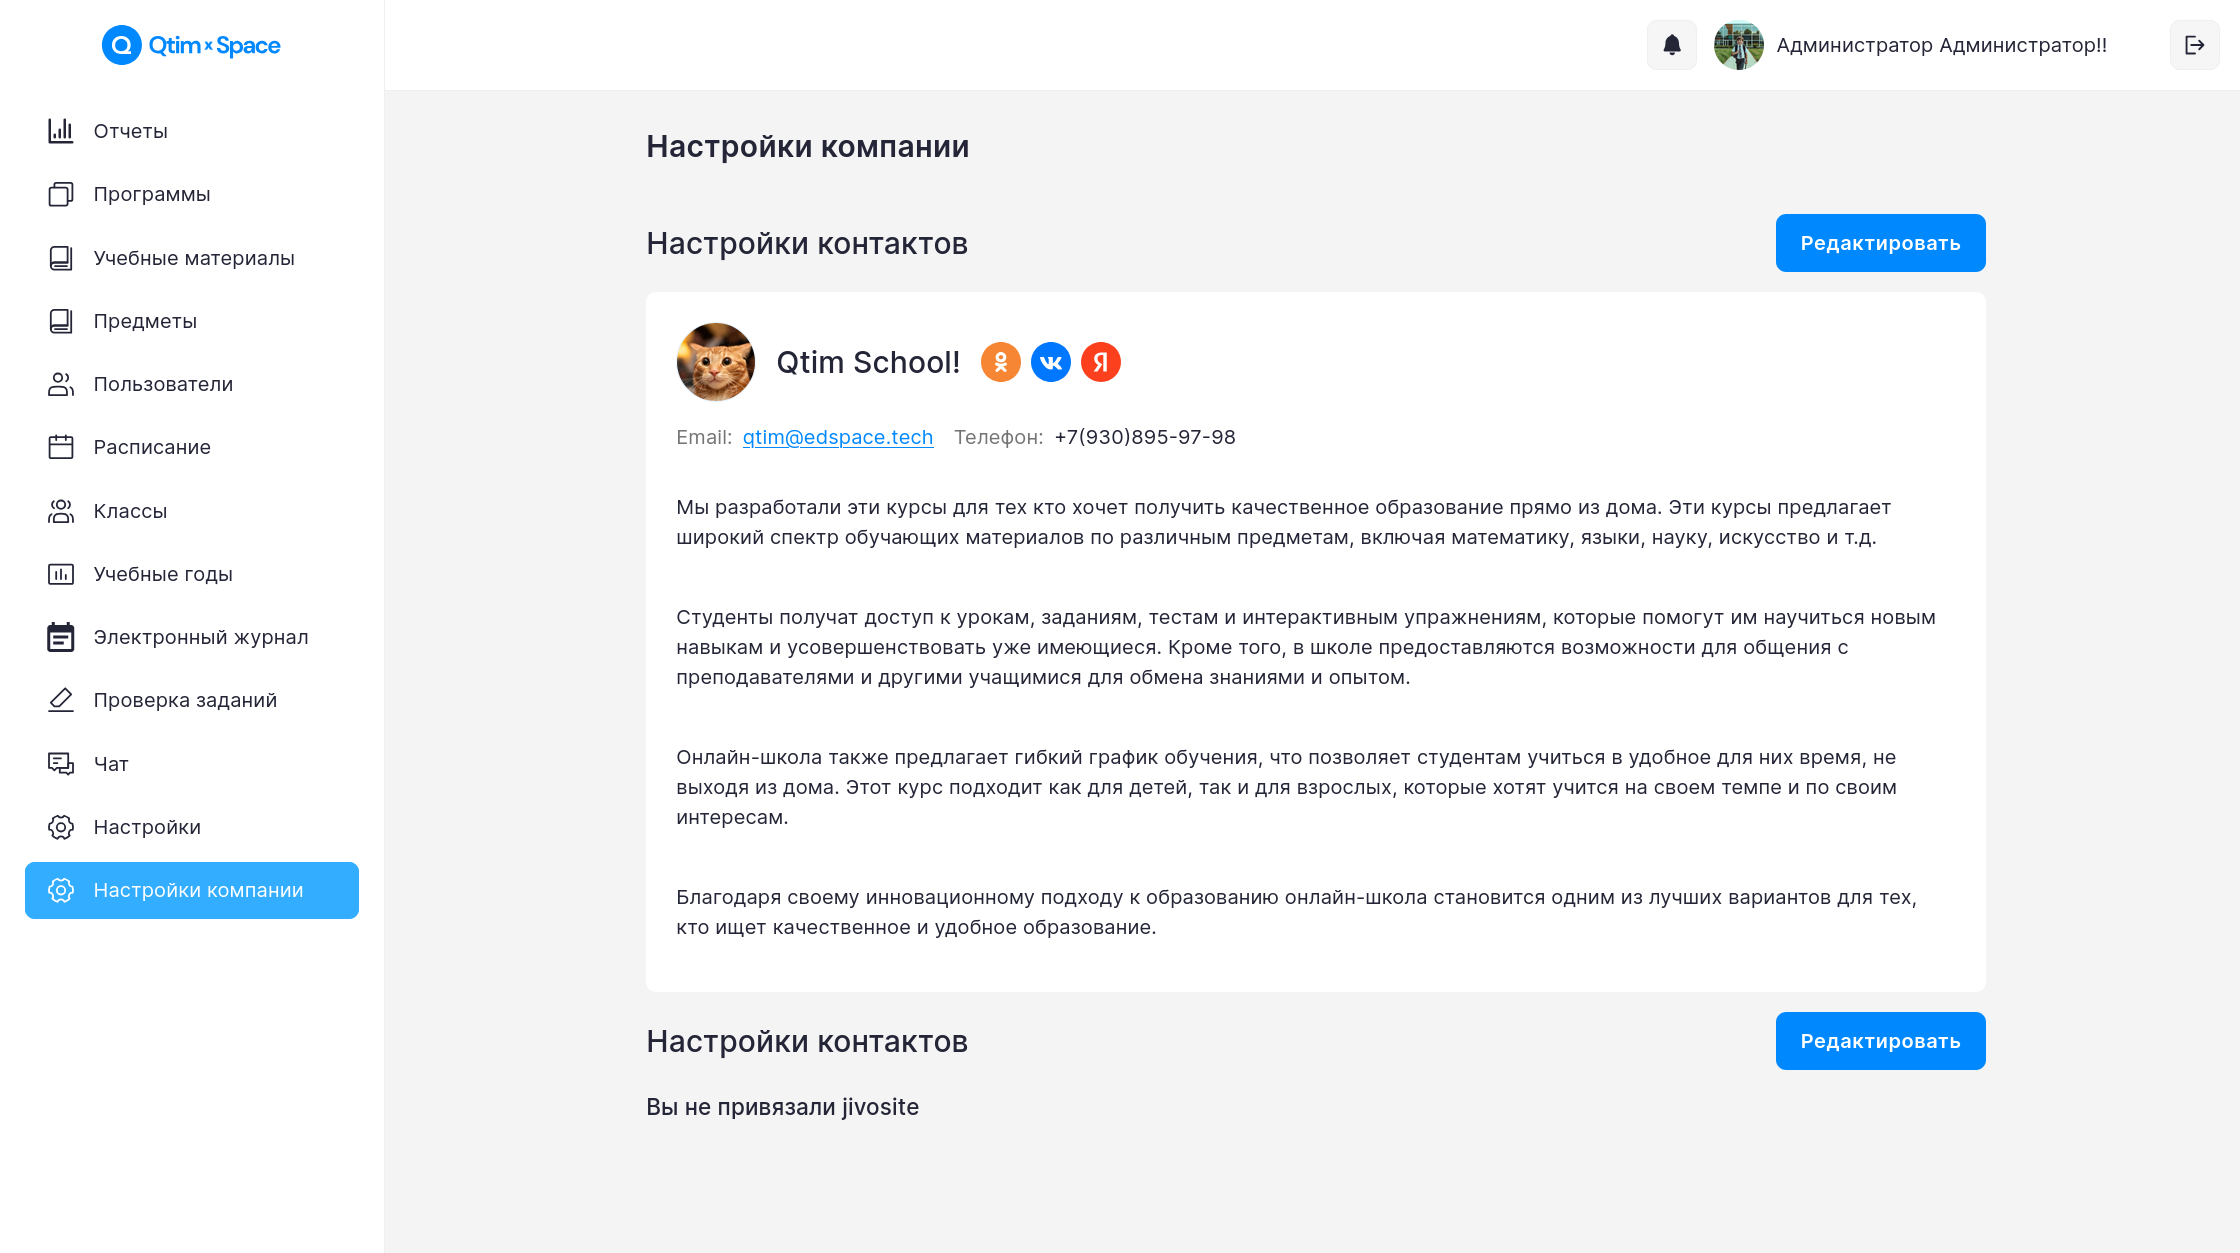 Qtim × Space
Администратор Администратор!!
Отчеты
Программы
Учебные материалы
Предметы
Пользователи
Расписание
Классы
Учебные годы
Электронный журнал
Проверка заданий
Чат
Настройки
Настройки компании
Настройки компании
Настройки контактов
Редактировать
Qtim School!
Email: qtim@edspace.tech Телефон: +7(930)895-97-98
Мы разработали эти курсы для тех кто хочет получить качественное образование прямо из дома. Эти курсы предлагает
широкий спектр обучающих материалов по различным предметам, включая математику, языки, науку, искусство и т.д.
Студенты получат доступ к урокам, заданиям, тестам и интерактивным упражнениям, которые помогут им научиться новым
навыкам и усовершенствовать уже имеющиеся. Кроме того, в школе предоставляются возможности для общения с
преподавателями и другими учащимися для обмена знаниями и опытом.
Онлайн-школа также предлагает гибкий график обучения, что позволяет студентам учиться в удобное для них время, не
выходя из дома. Этот курс подходит как для детей, так и для взрослых, которые хотят учится на своем темпе и по своим
интересам.
Благодаря своему инновационному подходу к образованию онлайн-школа становится одним из лучших вариантов для тех,
кто ищет качественное и удобное образование.
Настройки контактов
Редактировать
Вы не привязали jivosite